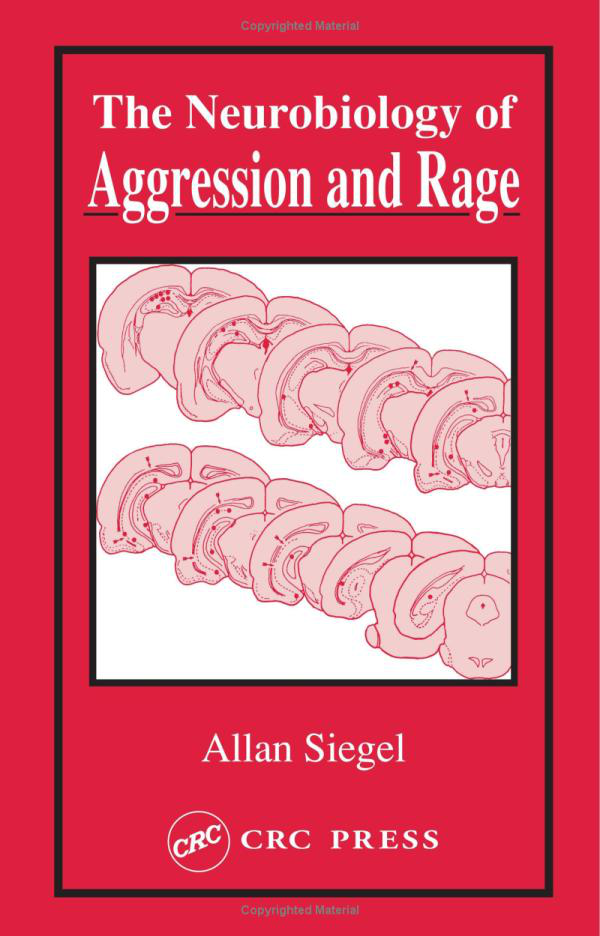 Copyrighted Material
The Neurobiology of
Aggression and Rage
Allan Siegel
CRC CRC PRESS
Copyrighted Material